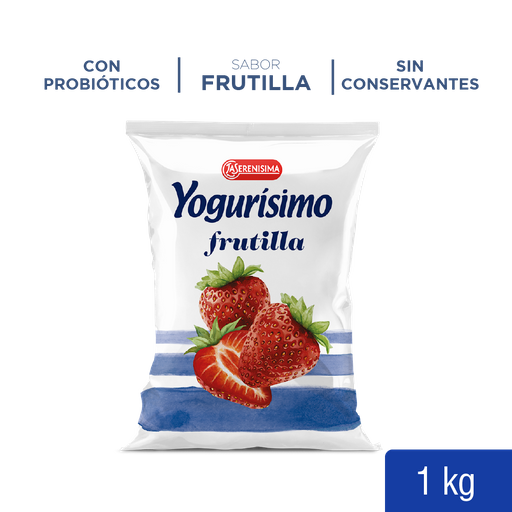 CON
PROBIÓTICOS
SABOR
FRUTILLA
SIN
CONSERVANTES
LA SERENISIMA
Yogurísimo
frutilla
1 kg